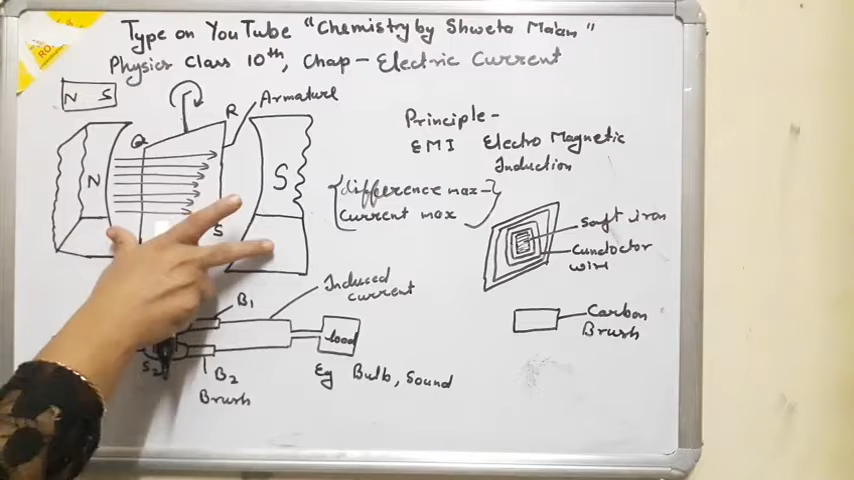 Type on YouTube "Chemistry by Shweta Ma'am"
Physics Class 10th, Chap - Electric Current
N S
Q
R
Armature
N
S
S
Principle -
EMI Electro Magnetic
Induction
difference max -
current max
Soft iron
Cunductor
wire
Carbon
Brush
Induced
current
B1
load
S2
B2
Brush
Eg Bulb, Sound